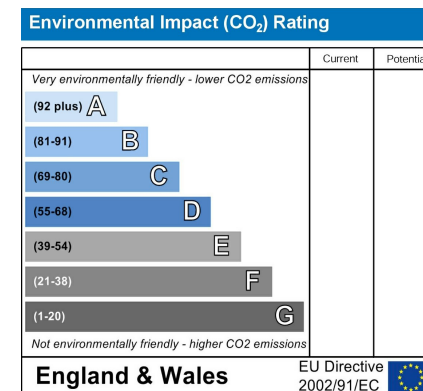 Environmental Impact (CO₂) Rating
Current Potentia
Very environmentally friendly - lower CO2 emissions
(92 plus) A
(81-91) B
(69-80) C
(55-68) D
(39-54) E
(21-38) F
(1-20) G
Not environmentally friendly - higher CO2 emissions
England & Wales
EU Directive
2002/91/EC